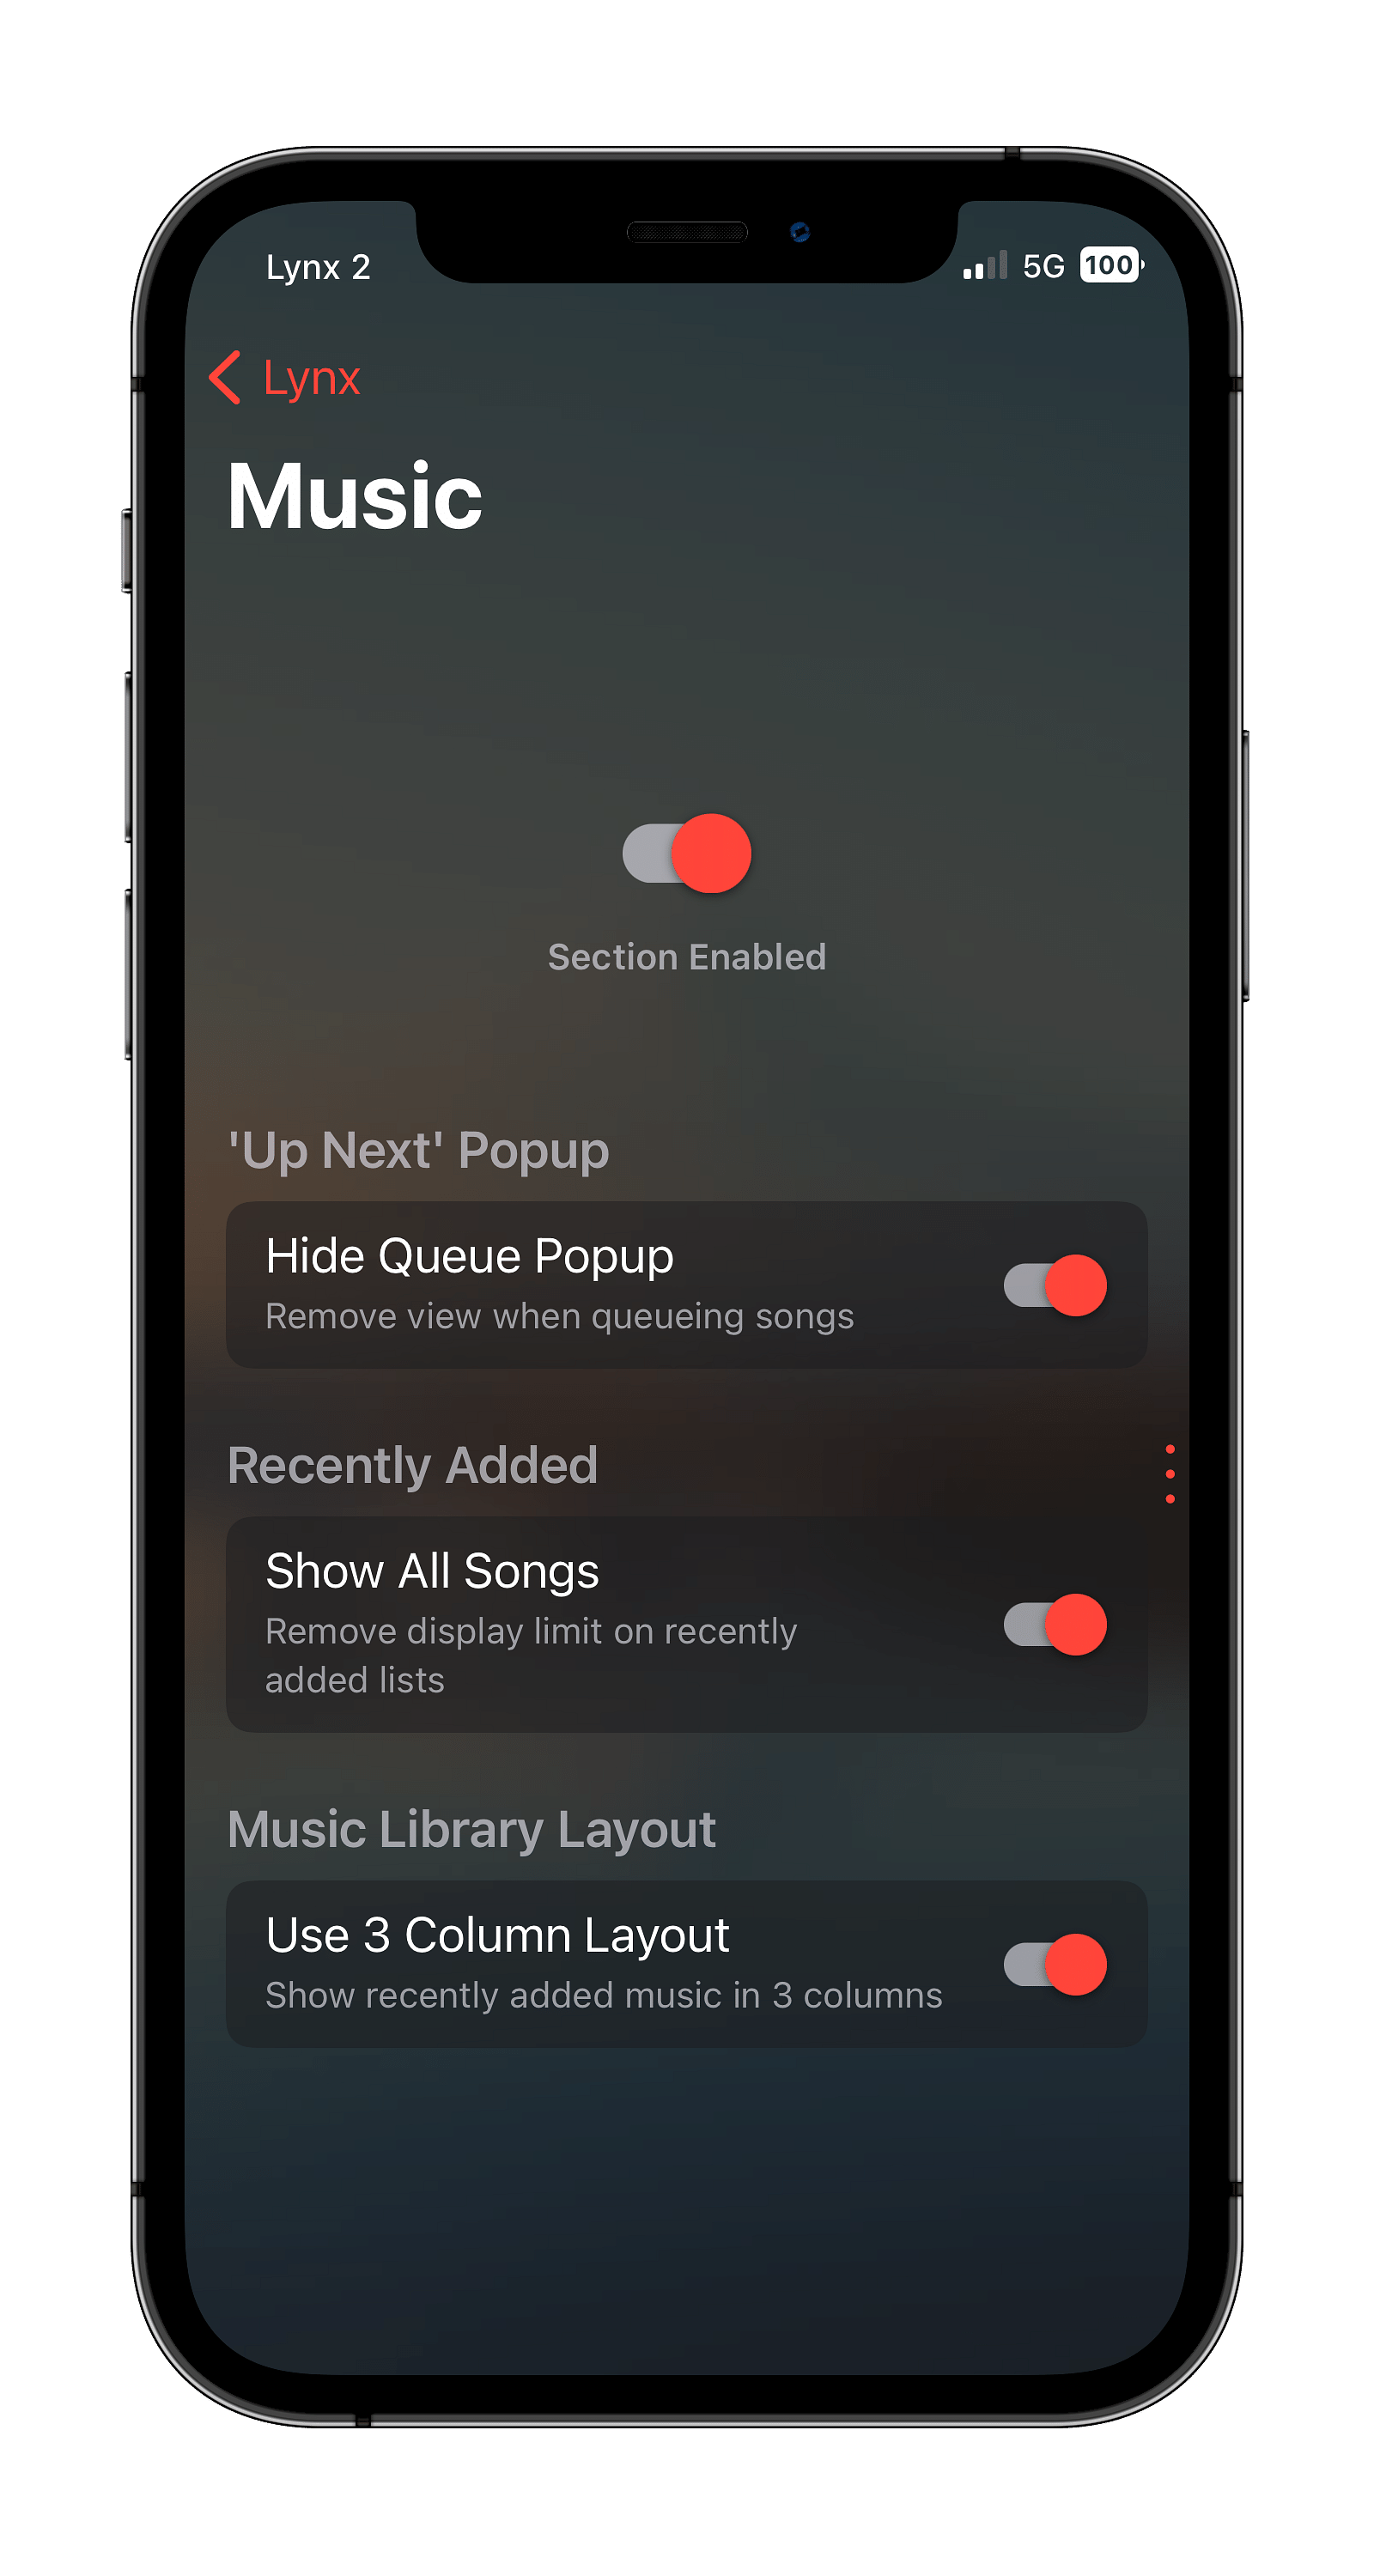 Lynx 2
5G 100
Lynx
Music
Section Enabled
'Up Next' Popup
Hide Queue Popup
Remove view when queueing songs
Recently Added
Show All Songs
Remove display limit on recently
added lists
Music Library Layout
Use 3 Column Layout
Show recently added music in 3 columns